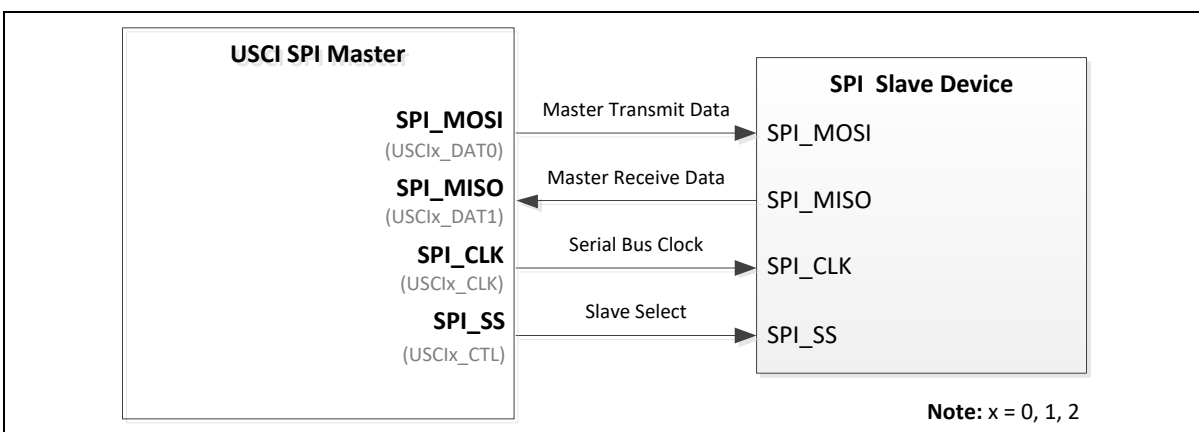 USCI SPI Master
SPI_MOSI
(USCIx_DAT0)
SPI_MISO
(USCIx_DAT1)
SPI_CLK
(USCIx_CLK)
SPI_SS
(USCIx_CTL)
Master Transmit Data
Master Receive Data
Serial Bus Clock
Slave Select
SPI Slave Device
SPI_MOSI
SPI_MISO
SPI_CLK
SPI_SS
Note: x = 0, 1, 2